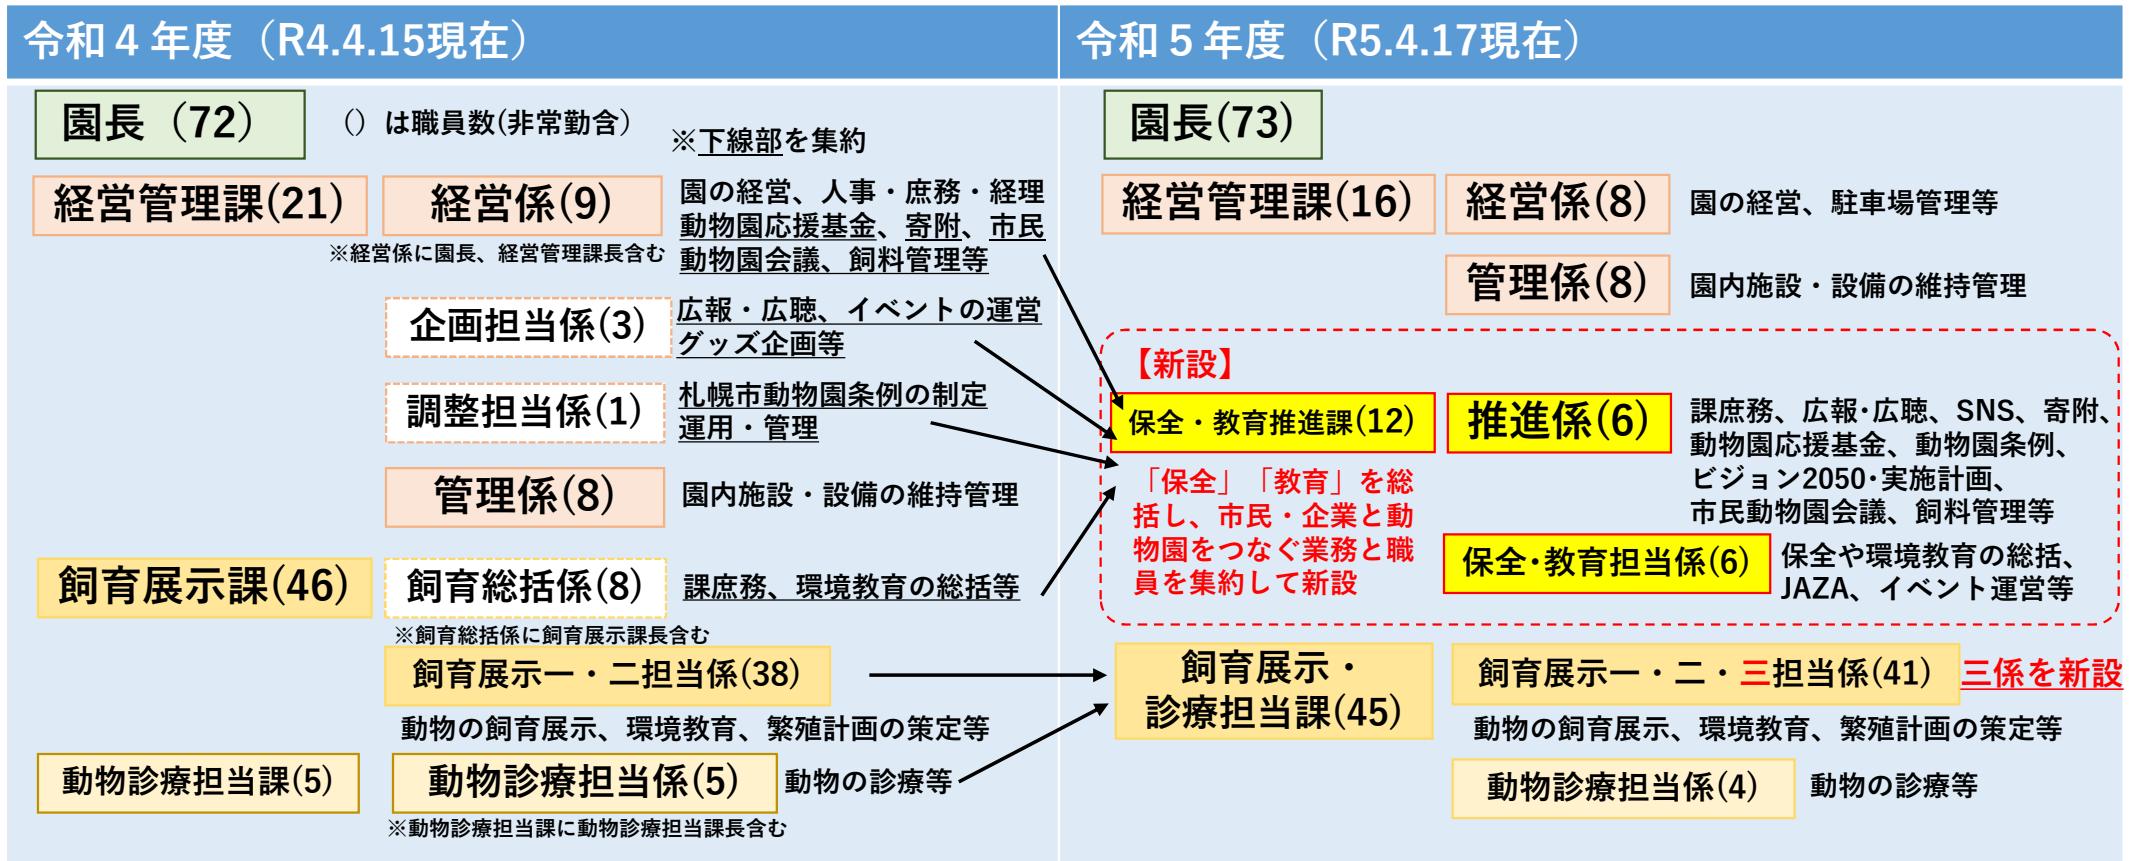 令和４年度（R4.4.15現在）
園長（72）
（）は職員数(非常勤含）
※下線部を集約
経営管理課(21)
経営係(9)
※経営係に園長、経営管理課長含む
園の経営、人事・庶務・経理
動物園応援基金、寄附、市民
動物園会議、飼料管理等
企画担当係(3)
広報・広聴、イベントの運営
グッズ企画等
調整担当係(1)
札幌市動物園条例の制定
運用・管理
管理係(8)
園内施設・設備の維持管理
飼育展示課(46)
飼育総括係(8)
課庶務、環境教育の総括等
※飼育総括係に飼育展示課長含む
飼育展示一・二担当係(38)
動物の飼育展示、環境教育、繁殖計画の策定等
動物診療担当課(5)
動物診療担当係(5)
動物の診療等
※動物診療担当課に動物診療担当課長含む
令和５年度（R5.4.17現在）
園長(73)
経営管理課(16)
経営係(8)
園の経営、駐車場管理等
管理係(8)
園内施設・設備の維持管理
【新設】
保全・教育推進課(12)
「保全」「教育」を総
括し、市民・企業と動
物園をつなぐ業務と職
員を集約して新設
推進係(6)
課庶務、広報･広聴、SNS、寄附、
動物園応援基金、動物園条例、
ビジョン2050･実施計画、
市民動物園会議、飼料管理等
保全･教育担当係(6)
保全や環境教育の総括、
JAZA、イベント運営等
飼育展示・
診療担当課(45)
飼育展示一・二・三担当係(41)
三係を新設
動物の飼育展示、環境教育、繁殖計画の策定等
動物診療担当係(4)
動物の診療等